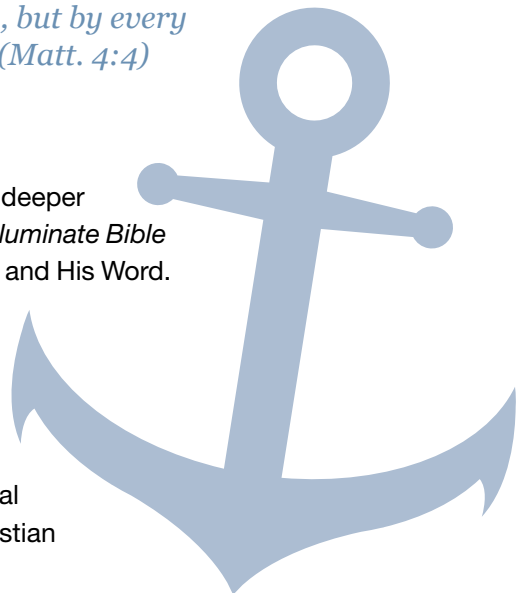 , but by every
(Matt. 4:4)
deeper
luminate Bible
and His Word.
al
stian